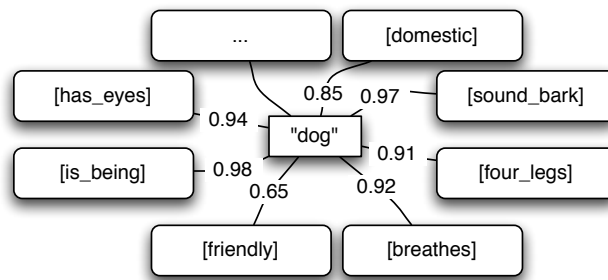 ...
[domestic]
[has_eyes]
0.85
0.97
[sound_bark]
0.94
"dog"
[is_being]
0.98
0.91
[four_legs]
0.65
0.92
[friendly]
[breathes]